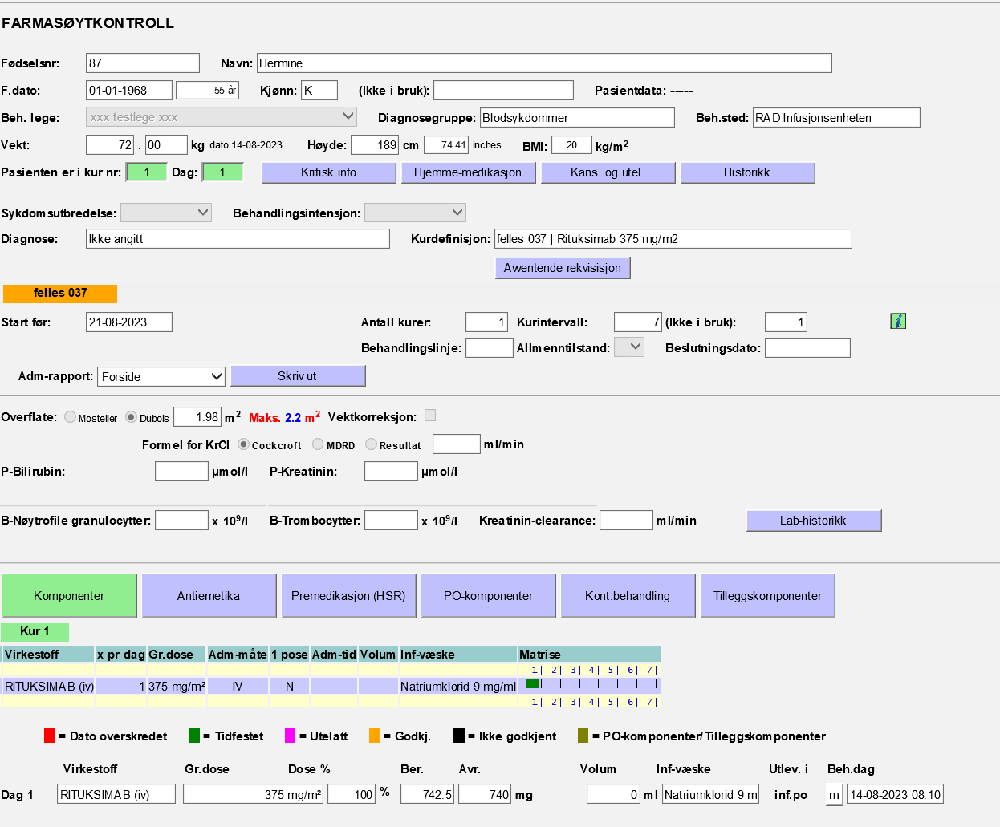 FARMASØYTKONTROLL
Fødselsnr: 87 Navn: Hermine
F.dato: 01-01-1968 55 år Kjønn: K (Ikke i bruk): Pasientdata: -----
Beh. lege: xxx testlege xxx Diagnosegruppe: Blodsykdommer Beh.sted: RAD Infusjonsenheten
Vekt: 72 . 00 kg dato 14-08-2023 Høyde: 189 cm 74.41 inches BMI: 20 kg/m²
Pasienten er i kur nr: 1 Dag: 1 Kritisk info Hjemme-medikasjon Kans. og utel. Historikk
Sykdomsutbredelse: Behandlingsintensjon:
Diagnose: Ikke angitt Kurdefinisjon: felles 037 | Rituksimab 375 mg/m2
Awentende rekvisisjon
felles 037
Start før: 21-08-2023 Antall kurer: 1 Kurintervall: 7 (Ikke i bruk): 1 i
Behandlingslinje: Allmenntilstand: Beslutningsdato:
Adm-rapport: Forside Skriv ut
Overflate: Mosteller Dubois 1.98 m² Maks. 2.2 m² Vektkorreksjon:
Formel for KrCl Cockcroft MDRD Resultat ml/min
P-Bilirubin: µmol/l P-Kreatinin: µmol/l
B-Nøytrofile granulocytter: x 10⁹/l B-Trombocytter: x 10⁹/l Kreatinin-clearance: ml/min Lab-historikk
Komponenter Antiemetika Premedikasjon (HSR) PO-komponenter Kont.behandling Tilleggskomponenter
Kur 1
Virkestoff x pr dag Gr.dose Adm-måte 1 pose Adm-tid Volum Inf-væske Matrise
| 1| 2| 3| 4| 5| 6| 7|
RITUKSIMAB (iv) 1 375 mg/m² IV N Natriumklorid 9 mg/ml | |__|__|__|__|__|__|
| 1| 2| 3| 4| 5| 6| 7|
= Dato overskredet = Tidfestet = Utelatt = Godkj. = Ikke godkjent = PO-komponenter/Tilleggskomponenter
Virkestoff Gr.dose Dose % Ber. Avr. Volum Inf-væske Utlev. i Beh.dag
Dag 1 RITUKSIMAB (iv) 375 mg/m² 100 % 742.5 740 mg 0 ml Natriumklorid 9 m inf.po m 14-08-2023 08:10